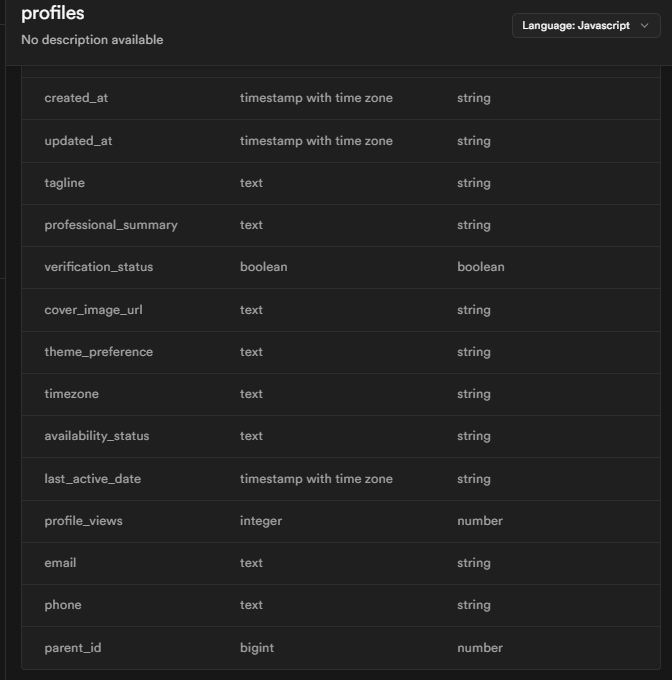 profiles
No description available
Language: Javascript
created_at timestamp with time zone string
updated_at timestamp with time zone string
tagline text string
professional_summary text string
verification_status boolean boolean
cover_image_url text string
theme_preference text string
timezone text string
availability_status text string
last_active_date timestamp with time zone string
profile_views integer number
email text string
phone text string
parent_id bigint number